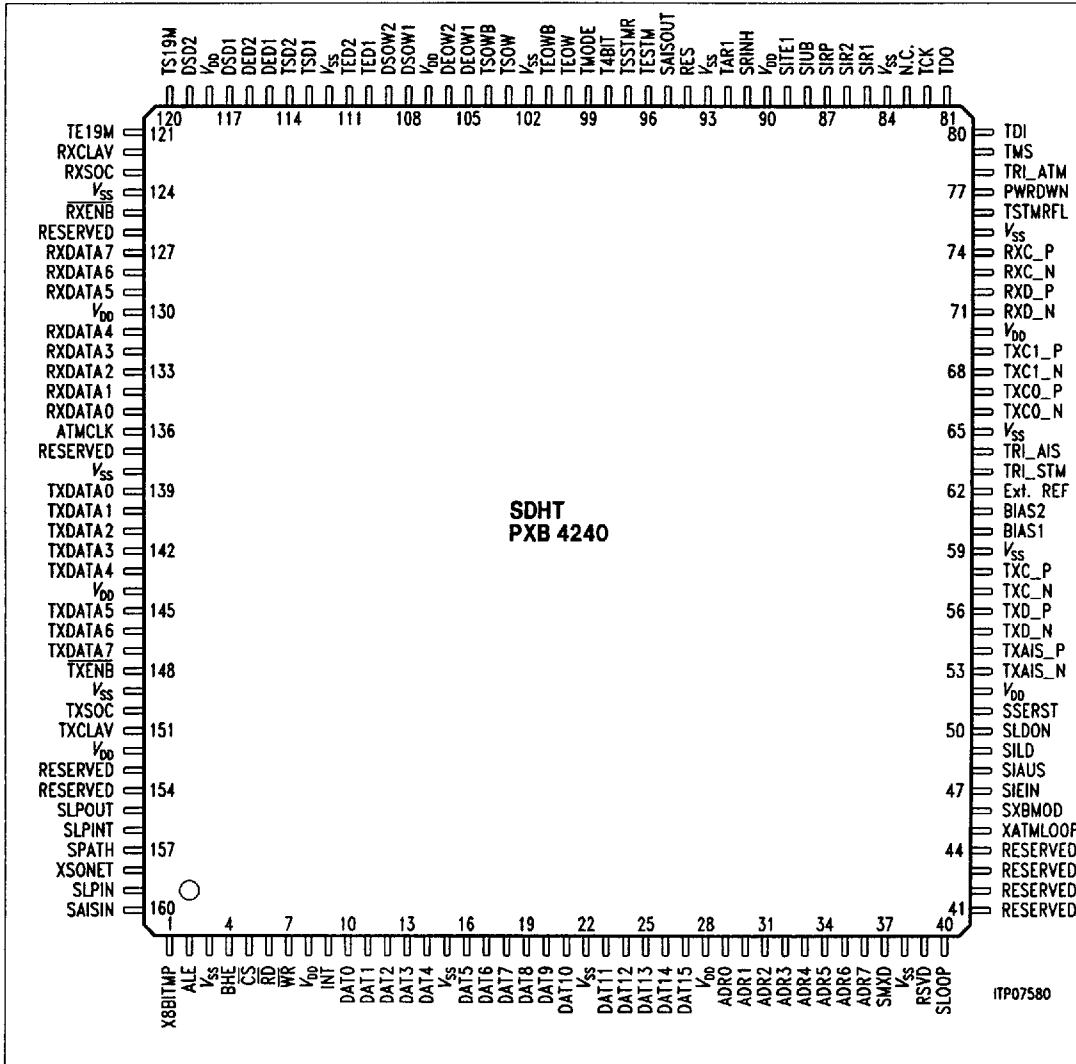 TS19M
DSD2
VDD
DSD1
DED2
DED1
TSD2
TSD1
VSS
TED2
TED1
DSOW2
DSOW1
VDD
DEOW2
DEOW1
TSOWB
TSOW
VSS
TEOWB
TEOW
TMODE
T4BIT
TSSTMR
TESTM
SAISOUT
RES
VSS
TAR1
SRINH
VDD
SITE1
SIUB
SIRP
SIR2
SIR1
VSS
N.C.
TCK
TDO
120 117 114 111 108 105 102 99 96 93 90 87 84 81
TE19M 121
RXCLAV
RXSOC
VSS 124
RXENB
RESERVED
RXDATA7 127
RXDATA6
RXDATA5
VDD 130
RXDATA4
RXDATA3
RXDATA2 133
RXDATA1
RXDATA0
ATMCLK 136
RESERVED
VSS
TXDATA0 139
TXDATA1
TXDATA2
TXDATA3 142
TXDATA4
VDD
TXDATA5 145
TXDATA6
TXDATA7
TXENB 148
VSS
TXSOC
TXCLAV 151
VDD
RESERVED
RESERVED 154
SLPOUT
SLPINT
SPATH 157
XSONET
SLPIN
SAISIN 160
SDHT
PXB 4240
80 TDI
TMS
TRI_ATM
77 PWRDWN
TSTMRFL
VSS
74 RXC_P
RXC_N
RXD_P
71 RXD_N
VDD
TXC1_P
68 TXC1_N
TXC0_P
TXC0_N
65 VSS
TRI_AIS
TRI_STM
62 Ext. REF
BIAS2
BIAS1
59 VSS
TXC_P
TXC_N
56 TXD_P
TXD_N
TXAIS_P
53 TXAIS_N
VDD
SSERST
50 SLDON
SILD
SIAUS
47 SIEIN
SXBMOD
XATMLOOP
44 RESERVED
RESERVED
RESERVED
41 RESERVED
1 4 7 10 13 16 19 22 25 28 31 34 37 40
X8BITMP
ALE
VSS
BHE
CS
RD
WR
VDD
INT
DAT0
DAT1
DAT2
DAT3
DAT4
VSS
DAT5
DAT6
DAT7
DAT8
DAT9
DAT10
VSS
DAT11
DAT12
DAT13
DAT14
DAT15
VDD
ADR0
ADR1
ADR2
ADR3
ADR4
ADR5
ADR6
ADR7
SMXD
VSS
RSVD
SLOOP
ITP07580